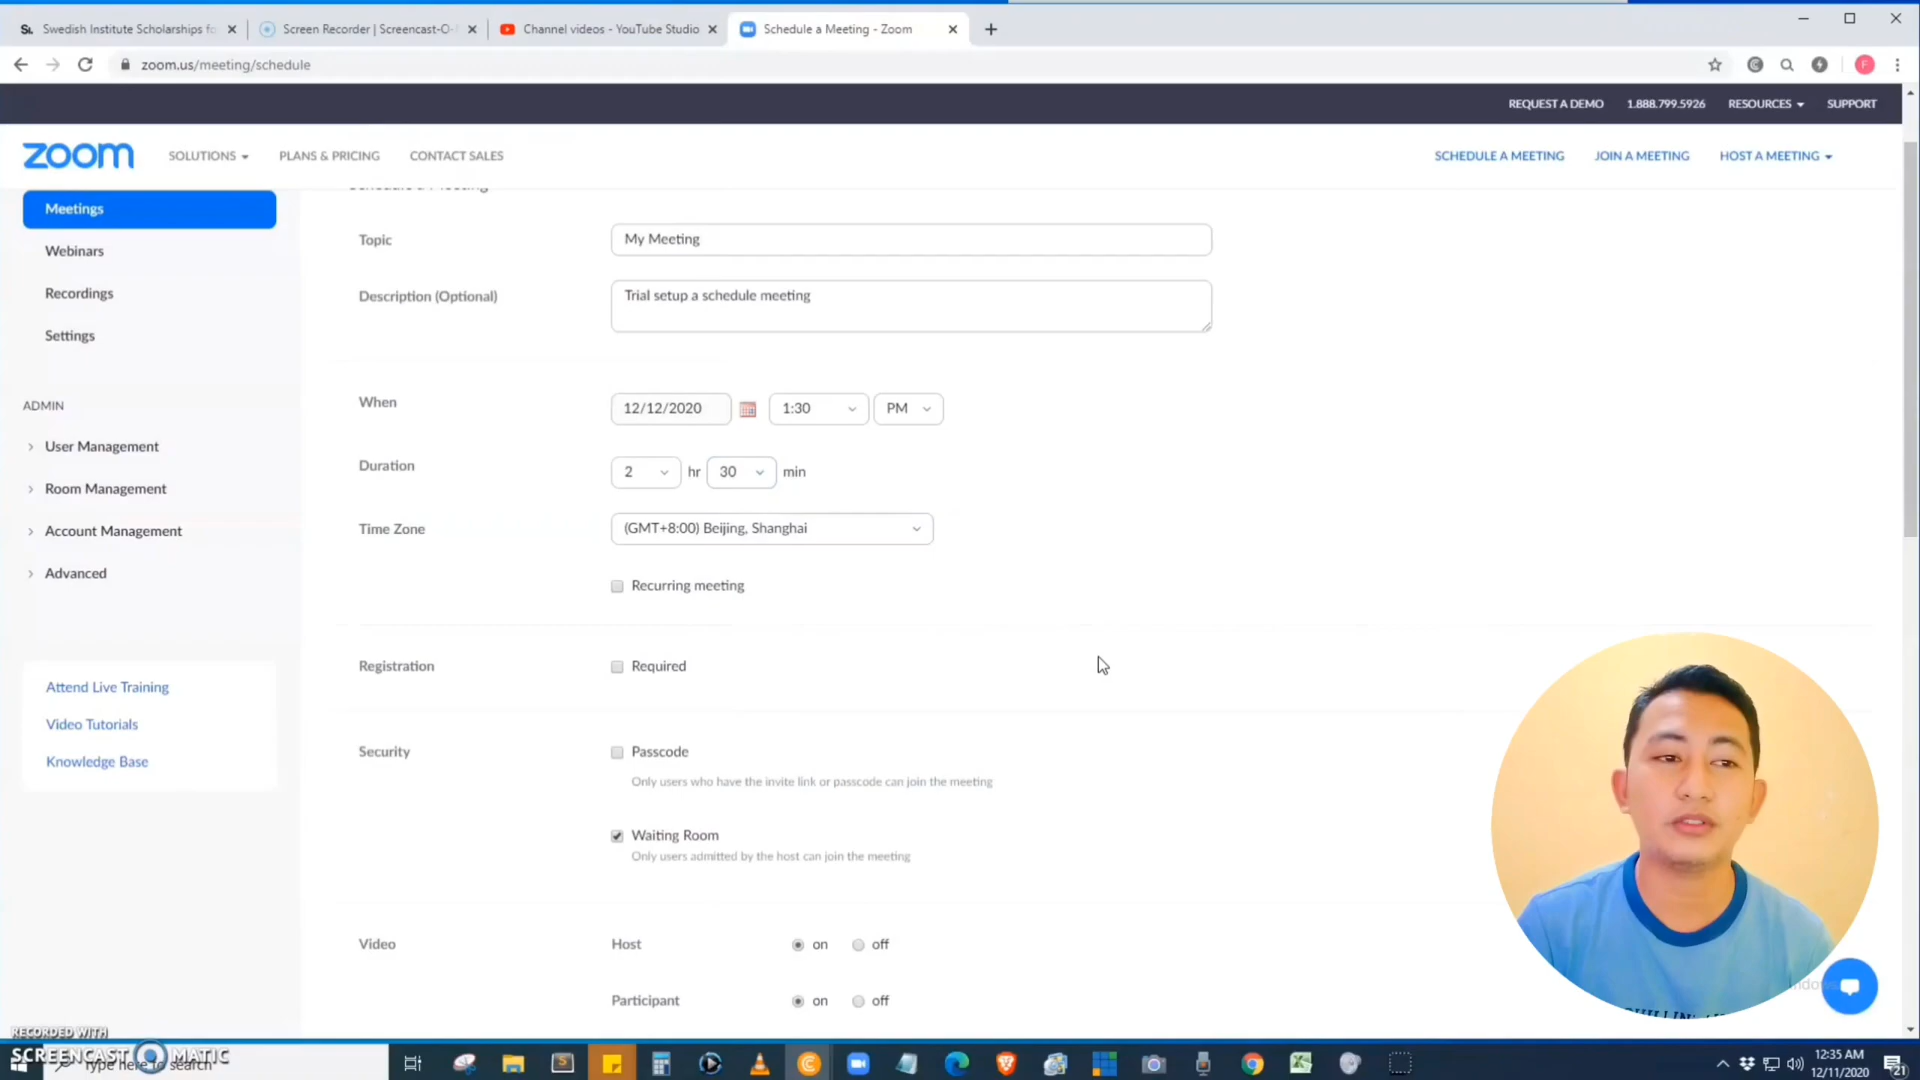 Swedish Institute Scholarships fo
Screen Recorder | Screencast-O-
Channel videos - YouTube Studio
Schedule a Meeting - Zoom
zoom.us/meeting/schedule
F
REQUEST A DEMO 1.888.799.5926 RESOURCES SUPPORT
zoom SOLUTIONS PLANS & PRICING CONTACT SALES SCHEDULE A MEETING JOIN A MEETING HOST A MEETING
Schedule a Meeting
Meetings
Webinars
Recordings
Settings
ADMIN
User Management
Room Management
Account Management
Advanced
Attend Live Training
Video Tutorials
Knowledge Base
Topic My Meeting
Description (Optional) Trial setup a schedule meeting
When 12/12/2020 1:30 PM
Duration 2 hr 30 min
Time Zone (GMT+8:00) Beijing, Shanghai
Recurring meeting
Registration Required
Security Passcode
Only users who have the invite link or passcode can join the meeting
Waiting Room
Only users admitted by the host can join the meeting
Video Host on off
Participant on off
RECORDED WITH
SCREENCAST MATIC
Type here to search
12:35 AM
12/11/2020
21